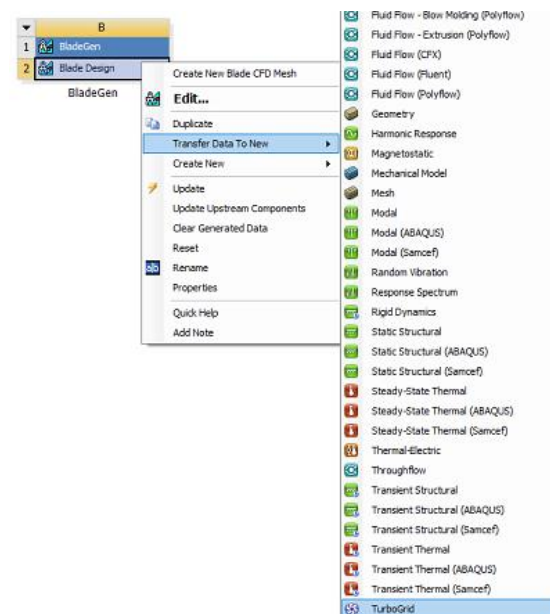 B
1 BladeGen
2 Blade Design
BladeGen
Create New Blade CFD Mesh
Edit...
Duplicate
Transfer Data To New
Create New
Update
Update Upstream Components
Clear Generated Data
Reset
ab Rename
Properties
Quick Help
Add Note
Fluid Flow - Blow Molding (Polyflow)
Fluid Flow - Extrusion (Polyflow)
Fluid Flow (CFX)
Fluid Flow (Fluent)
Fluid Flow (Polyflow)
Geometry
Harmonic Response
Magnetostatic
Mechanical Model
Mesh
Modal
Modal (ABAQUS)
Modal (Samcef)
Random Vibration
Response Spectrum
Rigid Dynamics
Static Structural
Static Structural (ABAQUS)
Static Structural (Samcef)
Steady-State Thermal
Steady-State Thermal (ABAQUS)
Steady-State Thermal (Samcef)
Thermal-Electric
Throughflow
Transient Structural
Transient Structural (ABAQUS)
Transient Structural (Samcef)
Transient Thermal
Transient Thermal (ABAQUS)
Transient Thermal (Samcef)
TurboGrid